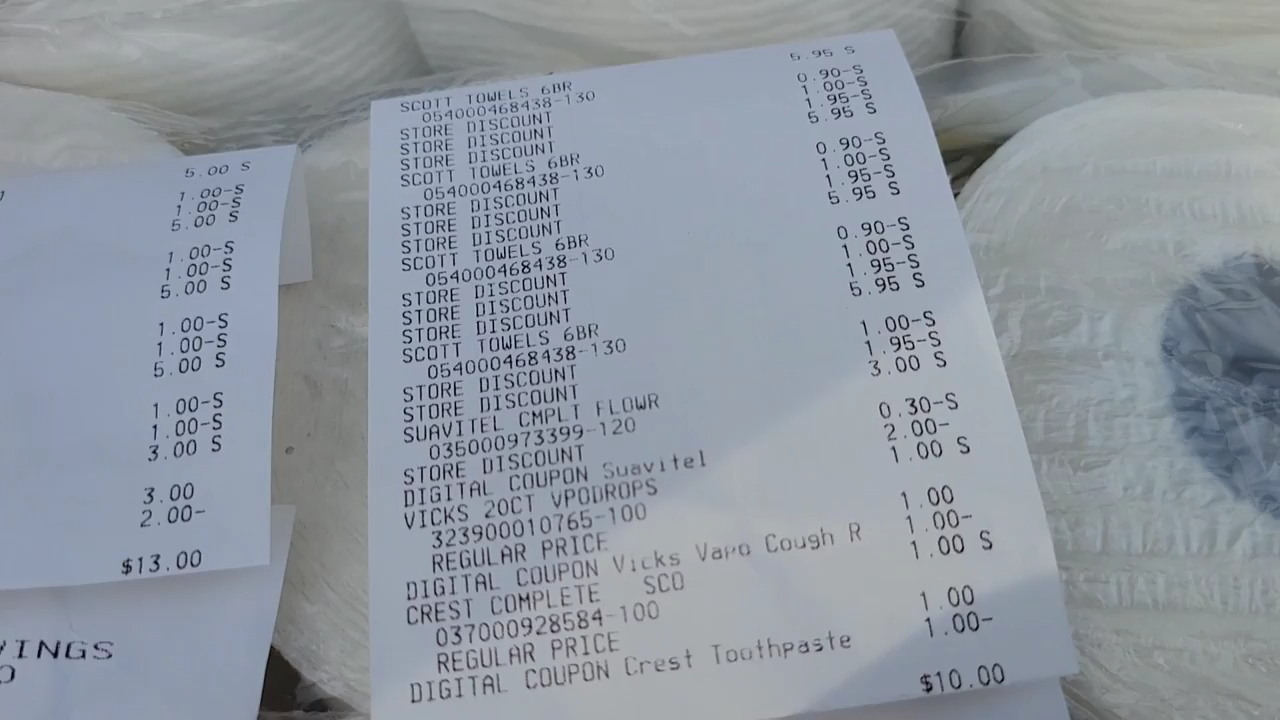 5.00 S
1.00-S
1.00-S
5.00 S
1.00-S
1.00-S
5.00 S
1.00-S
1.00-S
5.00 S
1.00-S
1.00-S
3.00 S
3.00
2.00-
$13.00
VINGS
SCOTT TOWELS 6BR 5.95 S
054000468438-130
STORE DISCOUNT 0.90-S
STORE DISCOUNT 1.00-S
STORE DISCOUNT 1.95-S
SCOTT TOWELS 6BR 5.95 S
054000468438-130
STORE DISCOUNT 0.90-S
STORE DISCOUNT 1.00-S
STORE DISCOUNT 1.95-S
SCOTT TOWELS 6BR 5.95 S
054000468438-130
STORE DISCOUNT 0.90-S
STORE DISCOUNT 1.00-S
STORE DISCOUNT 1.95-S
SCOTT TOWELS 6BR 5.95 S
054000468438-130
STORE DISCOUNT 1.00-S
STORE DISCOUNT 1.95-S
SUAVITEL CMPLT FLOWR 3.00 S
035000973399-120
STORE DISCOUNT 0.30-S
DIGITAL COUPON Suavitel 2.00-
VICKS 20CT VPODROPS 1.00 S
323900010765-100
REGULAR PRICE 1.00
DIGITAL COUPON Vicks Vapo Cough R 1.00-
CREST COMPLETE SCO 1.00 S
037000928584-100
REGULAR PRICE 1.00
DIGITAL COUPON Crest Toothpaste 1.00-
$10.00